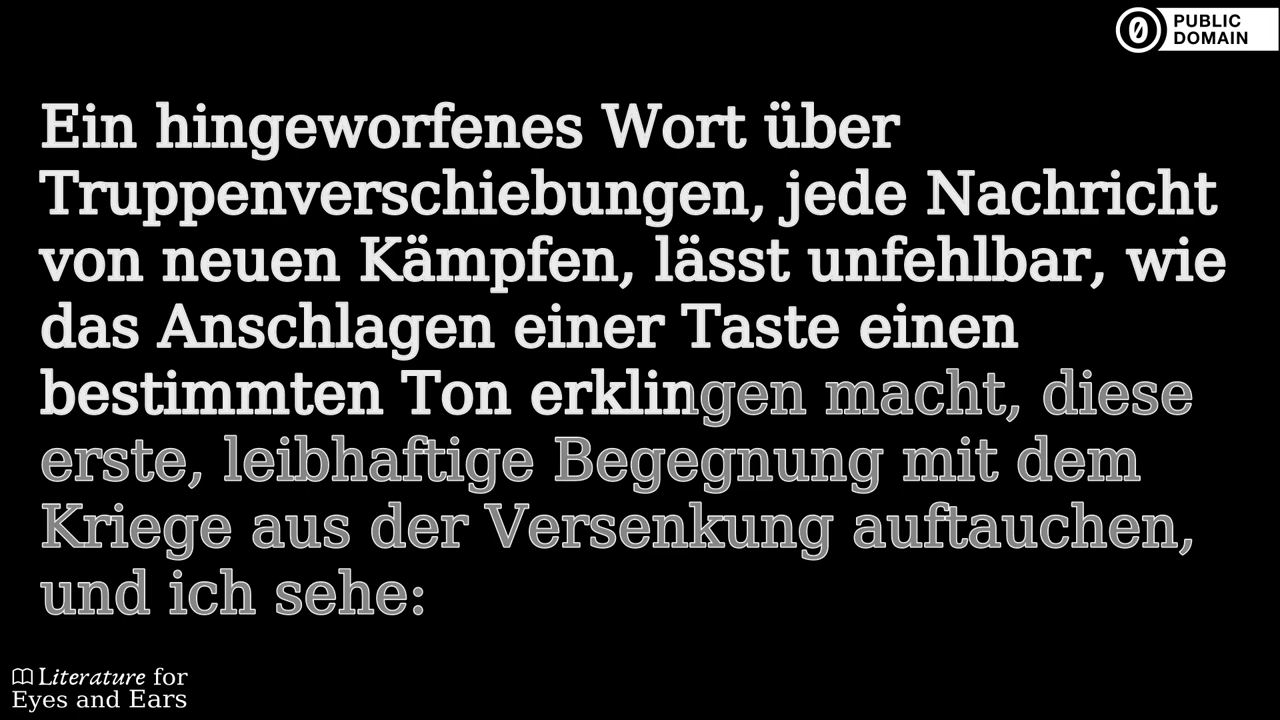 PUBLIC
DOMAIN
Ein hingeworfenes Wort über
Truppenverschiebungen, jede Nachricht
von neuen Kämpfen, lässt unfehlbar, wie
das Anschlagen einer Taste einen
bestimmten Ton erklingen macht, diese
erste, leibhaftige Begegnung mit dem
Kriege aus der Versenkung auftauchen,
und ich sehe:
Literature for
Eyes and Ears